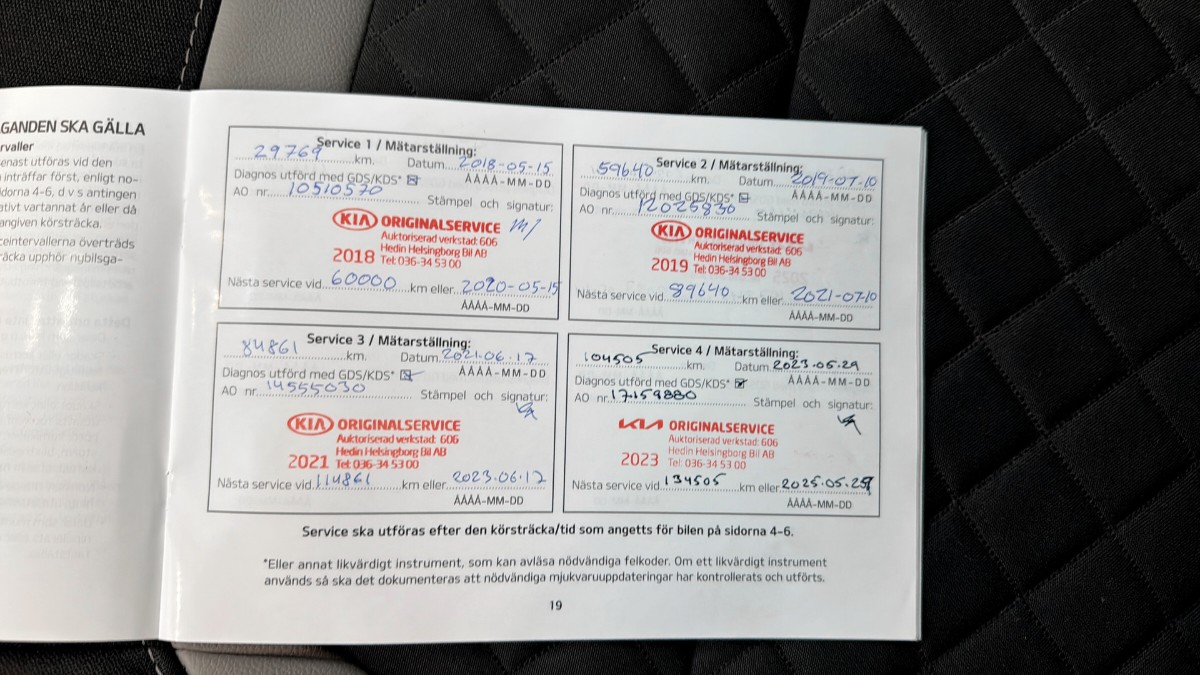 GANDEN SKA GÄLLA
rvaller
enast utföras vid den
inträffar först, enligt no-
idorna 4-6, d v s antingen
ativt vartannat år eller då
angiven körsträcka.
ceintervallerna överträds
räcka upphör nybilsga-
Service 1 / Mätarställning:
29769 km. Datum 2018-05-15
Diagnos utförd med GDS/KDS* ÅÅÅÅ-MM-DD
AO nr. 10510570 Stämpel och signatur:
KIA ORIGINALSERVICE
Auktoriserad verkstad: 606
Hedin Helsingborg Bil AB
2018 Tel: 036-34 53 00
Nästa service vid 60000 km eller 2020-05-15
ÅÅÅÅ-MM-DD
Service 2 / Mätarställning:
59640 km. Datum 2019-07-10
Diagnos utförd med GDS/KDS* ÅÅÅÅ-MM-DD
AO nr. 12025830 Stämpel och signatur:
KIA ORIGINALSERVICE
Auktoriserad verkstad: 606
Hedin Helsingborg Bil AB
2019 Tel: 036-34 53 00
Nästa service vid 89640 km eller 2021-07-10
ÅÅÅÅ-MM-DD
Service 3 / Mätarställning:
84861 km. Datum 2021.06.17
Diagnos utförd med GDS/KDS* ÅÅÅÅ-MM-DD
AO nr. 14555030 Stämpel och signatur:
KIA ORIGINALSERVICE
Auktoriserad verkstad: 606
Hedin Helsingborg Bil AB
2021 Tel: 036-34 53 00
Nästa service vid 114861 km eller 2023.06.17
ÅÅÅÅ-MM-DD
Service 4 / Mätarställning:
104505 km. Datum 2023.05.29
Diagnos utförd med GDS/KDS* ÅÅÅÅ-MM-DD
AO nr. 17159880 Stämpel och signatur:
KIA ORIGINALSERVICE
Auktoriserad verkstad: 606
Hedin Helsingborg Bil AB
2023 Tel: 036-34 53 00
Nästa service vid 134505 km eller 2025.05.29
ÅÅÅÅ-MM-DD
Service ska utföras efter den körsträcka/tid som angetts för bilen på sidorna 4-6.
*Eller annat likvärdigt instrument, som kan avläsa nödvändiga felkoder. Om ett likvärdigt instrument
används så ska det dokumenteras att nödvändiga mjukvaruuppdateringar har kontrollerats och utförts.
19